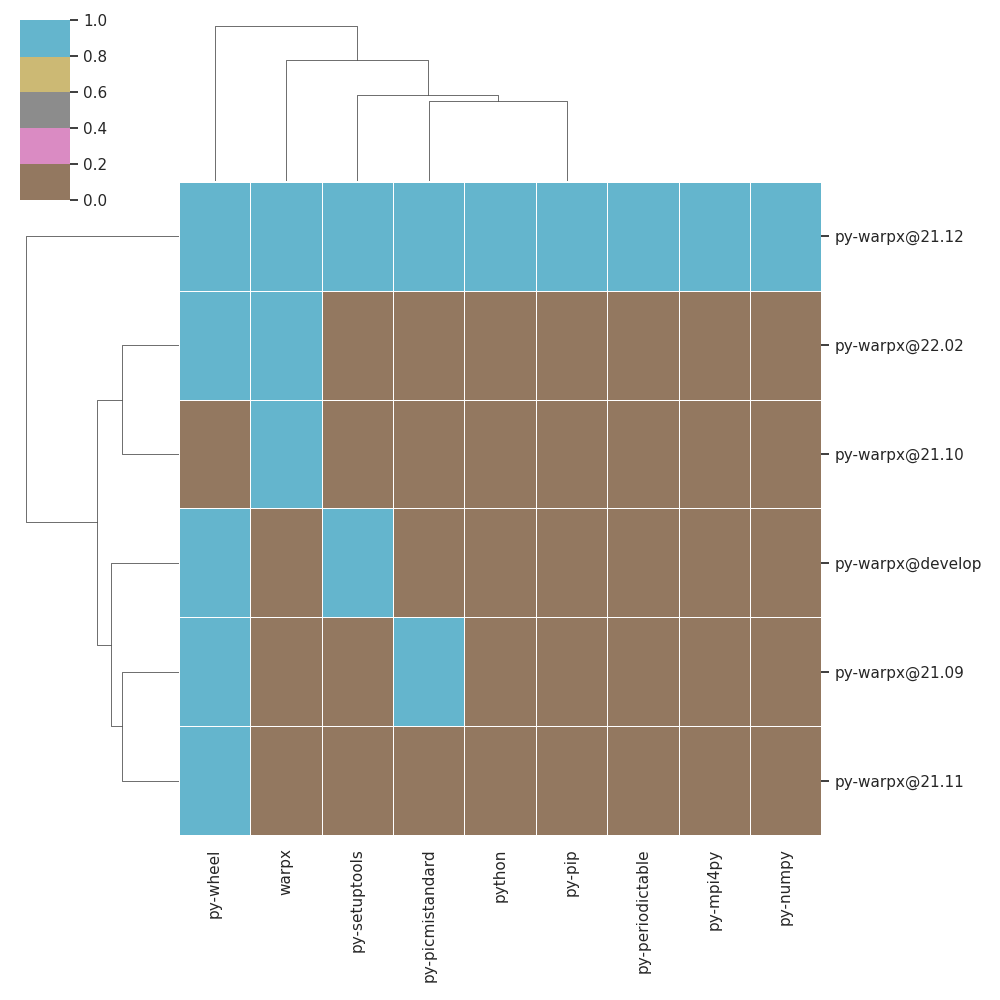 1.0
0.8
0.6
0.4
0.2
0.0
py-warpx@21.12
py-warpx@22.02
py-warpx@21.10
py-warpx@develop
py-warpx@21.09
py-warpx@21.11
py-wheel
warpx
py-setuptools
py-picmistandard
python
py-pip
py-periodictable
py-mpi4py
py-numpy